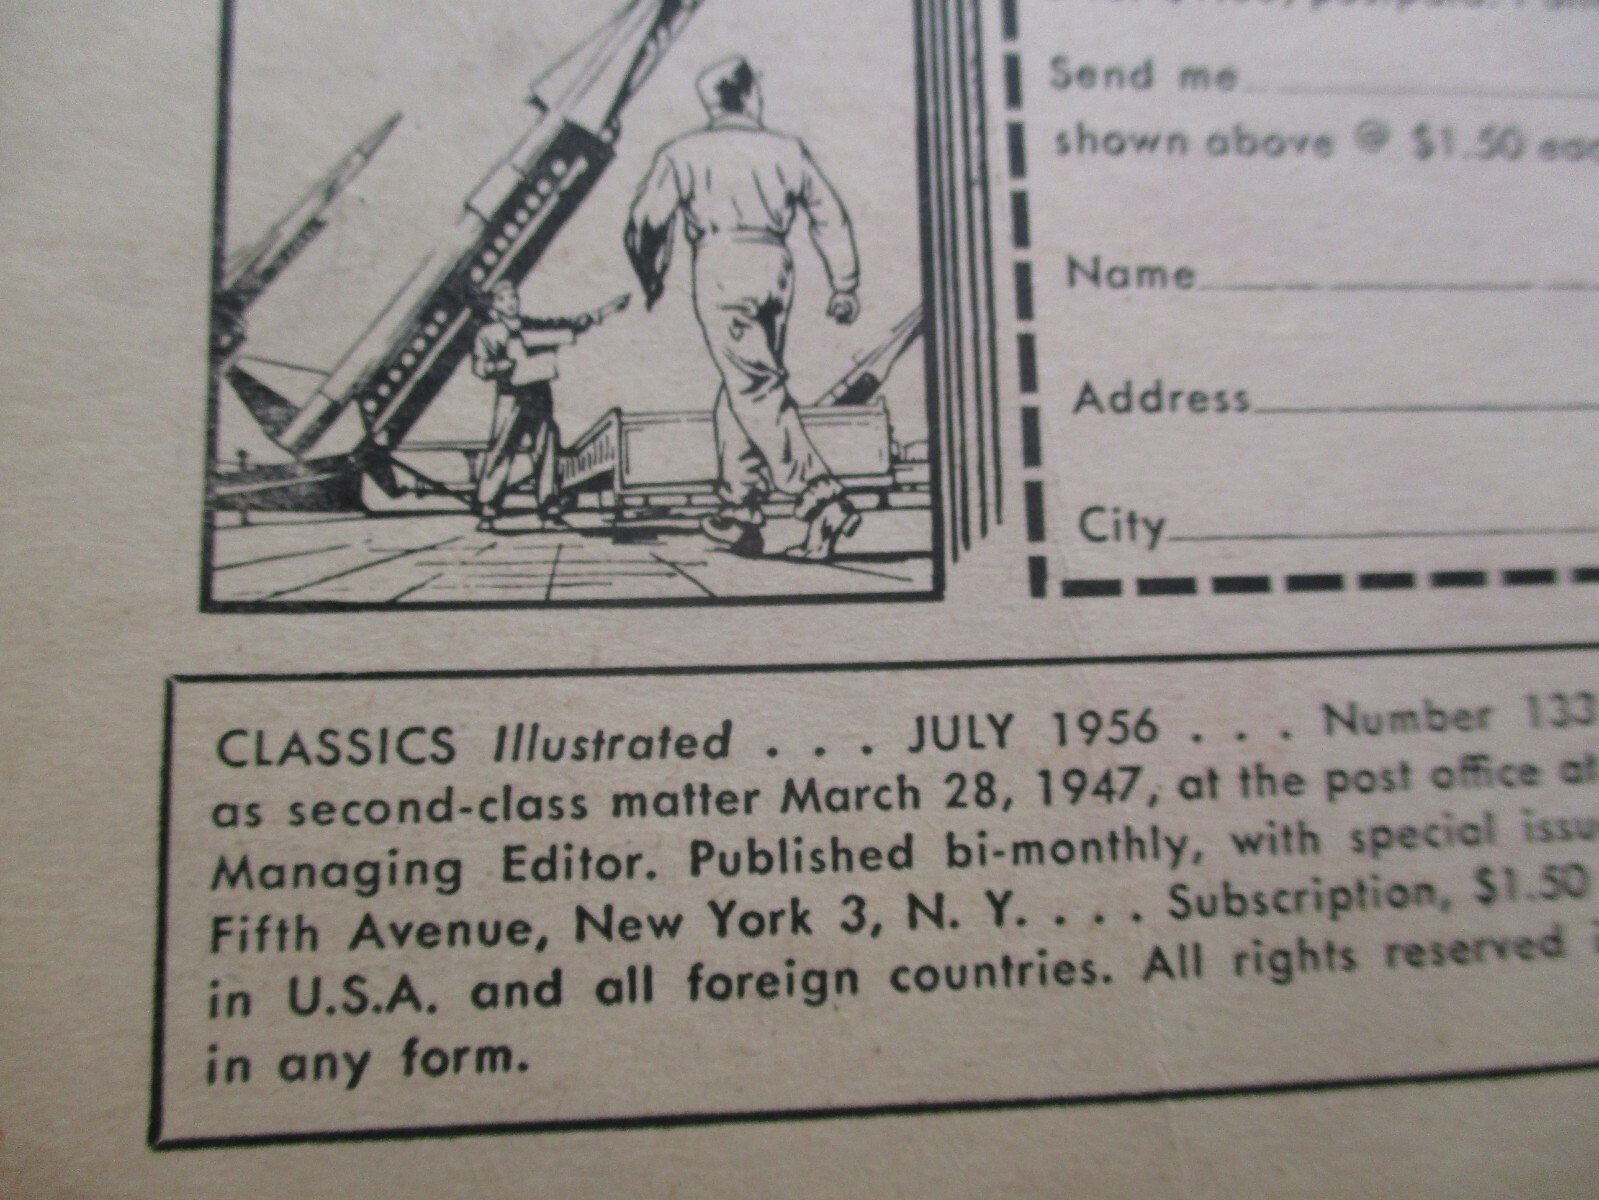 Send me
shown above @ $1.50
Name
Address
City
CLASSICS Illustrated . . . JULY 1956 . . . Number 133
as second-class matter March 28, 1947, at the post office at
Managing Editor. Published bi-monthly, with special
Fifth Avenue, New York 3, N. Y. . . . . Subscription, $1.50
in U.S.A. and all foreign countries. All rights reserved
in any form.